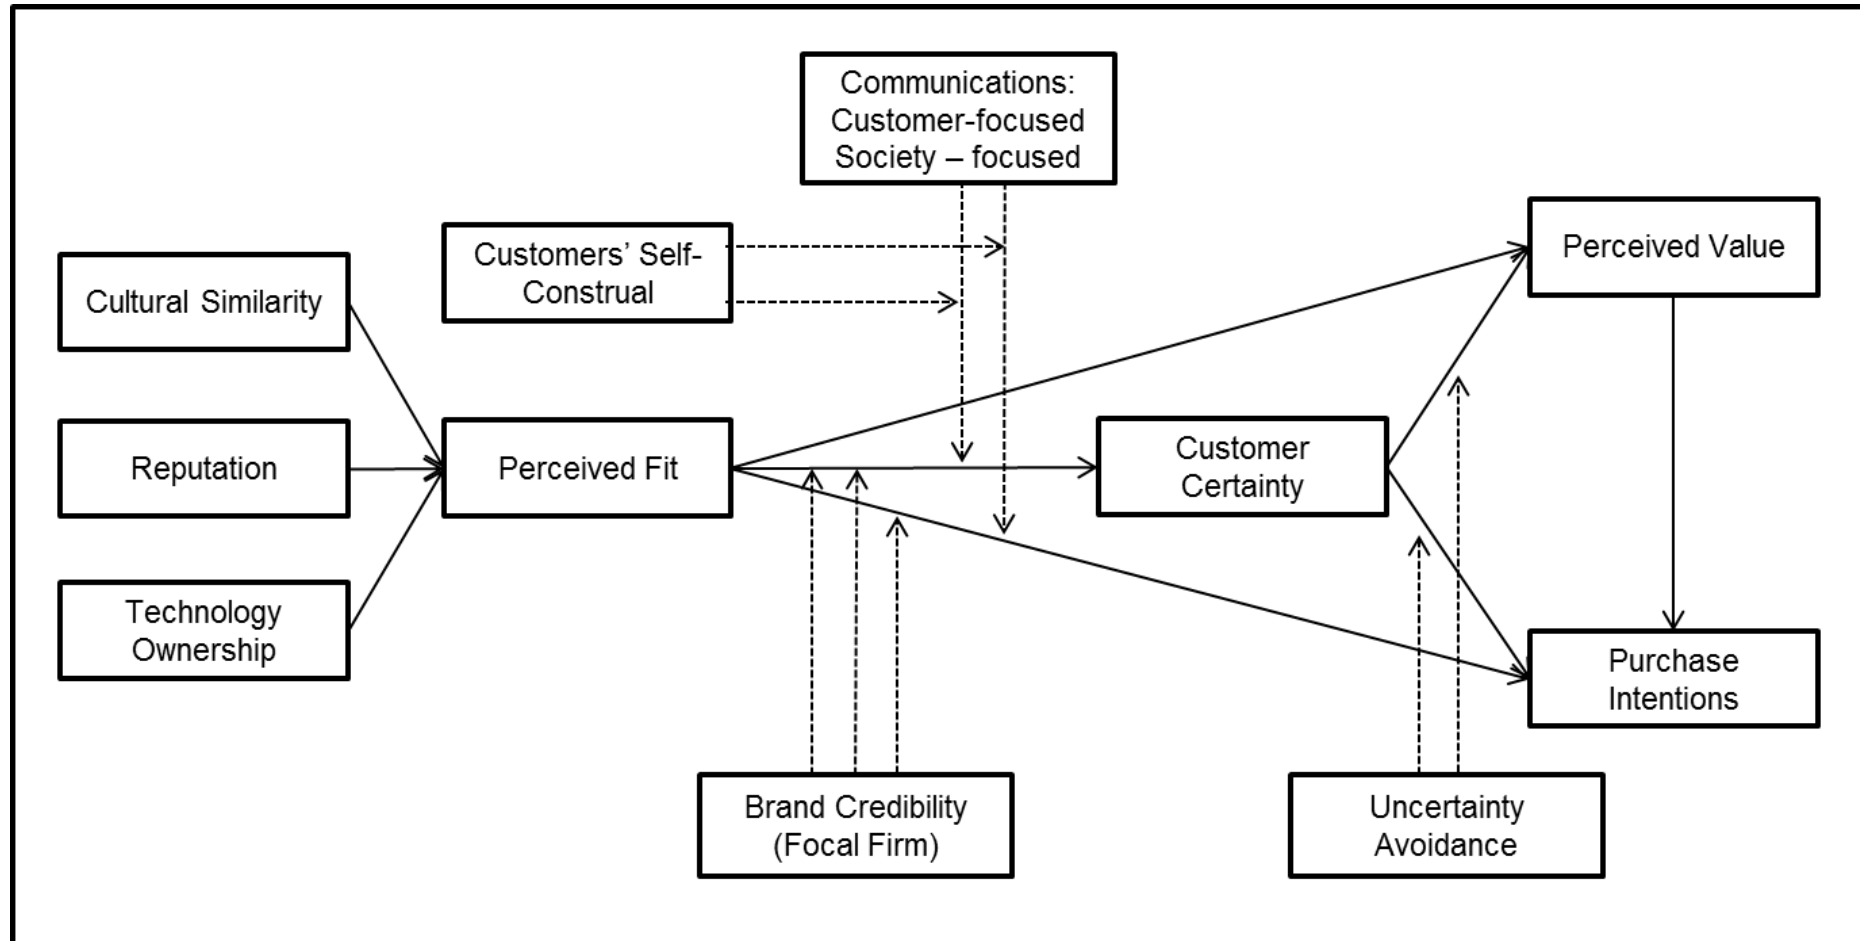 Communications:
Customer-focused
Society – focused
Customers’ Self-
Construal
Perceived Value
Cultural Similarity
Reputation
Perceived Fit
Customer
Certainty
Technology
Ownership
Purchase
Intentions
Brand Credibility
(Focal Firm)
Uncertainty
Avoidance